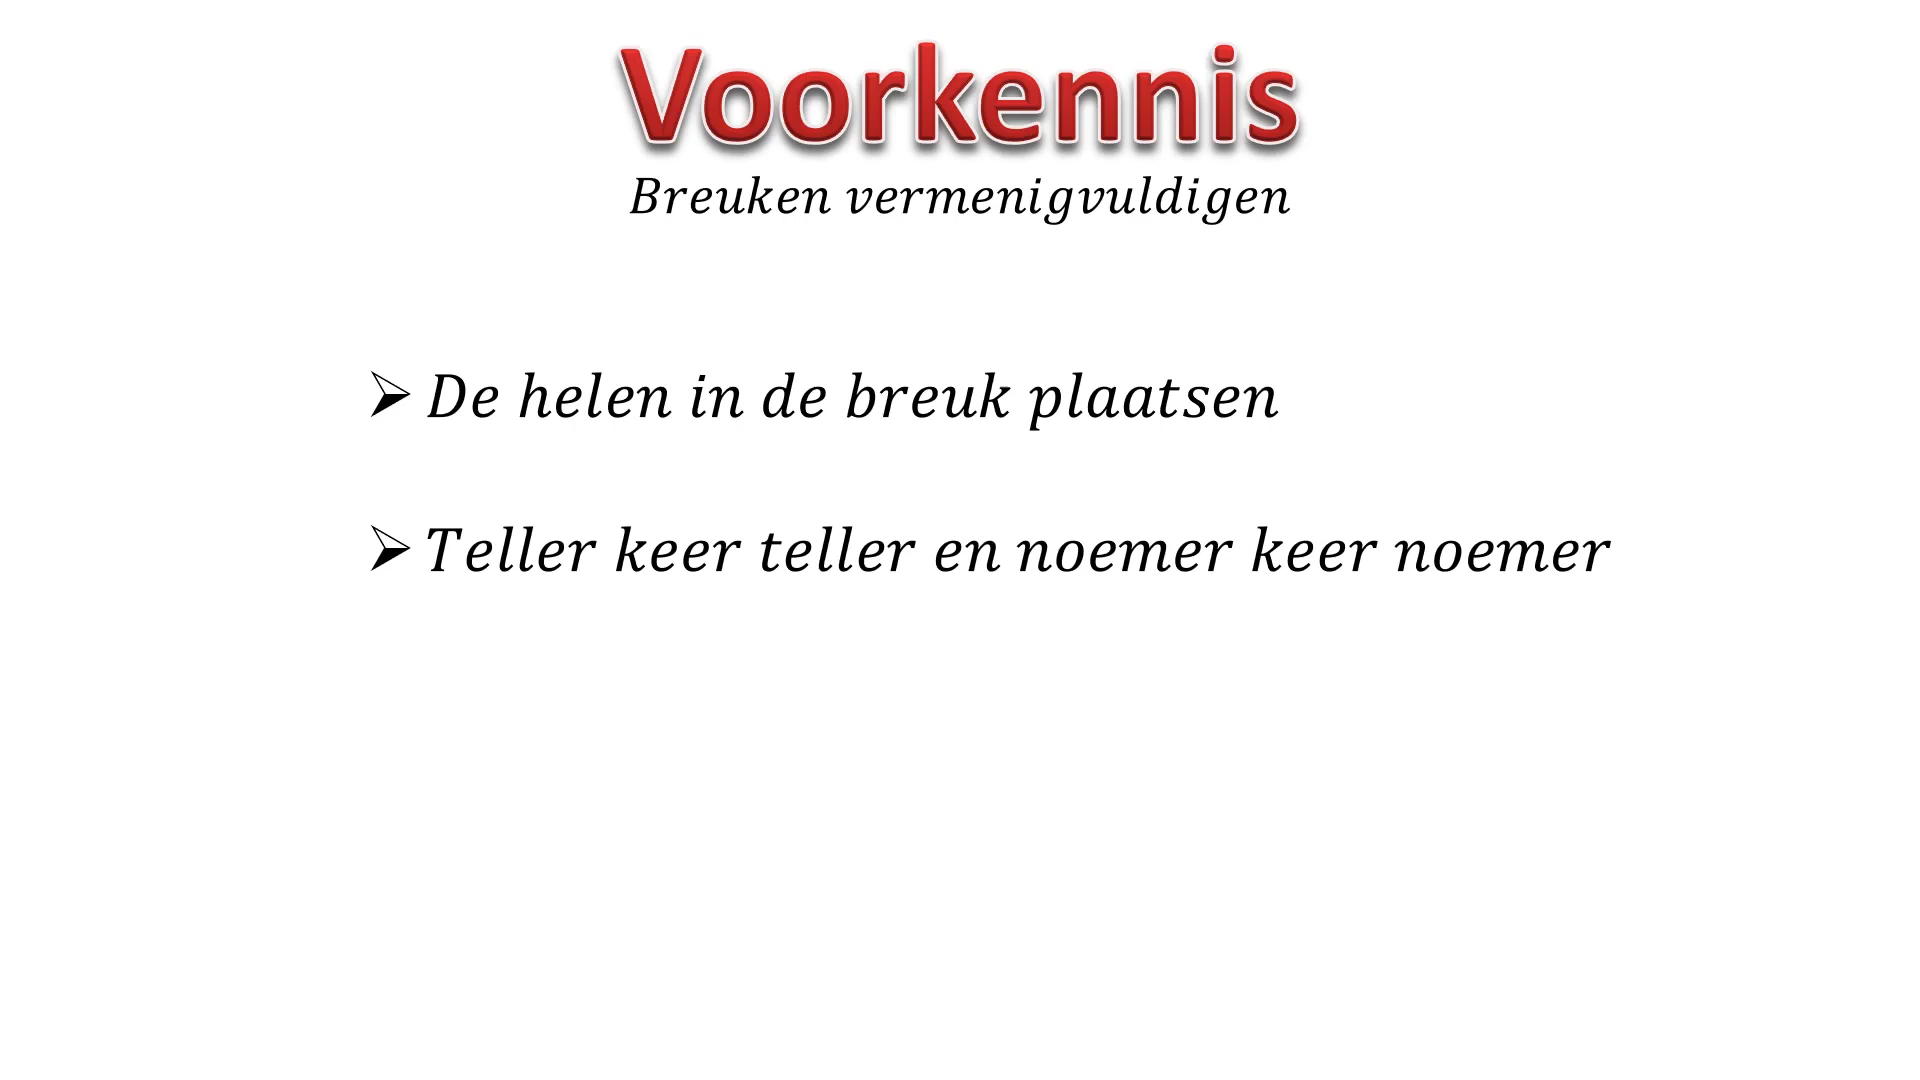 Voorkennis
Breuken vermenigvuldigen
➢ De helen in de breuk plaatsen
➢ Teller keer teller en noemer keer noemer